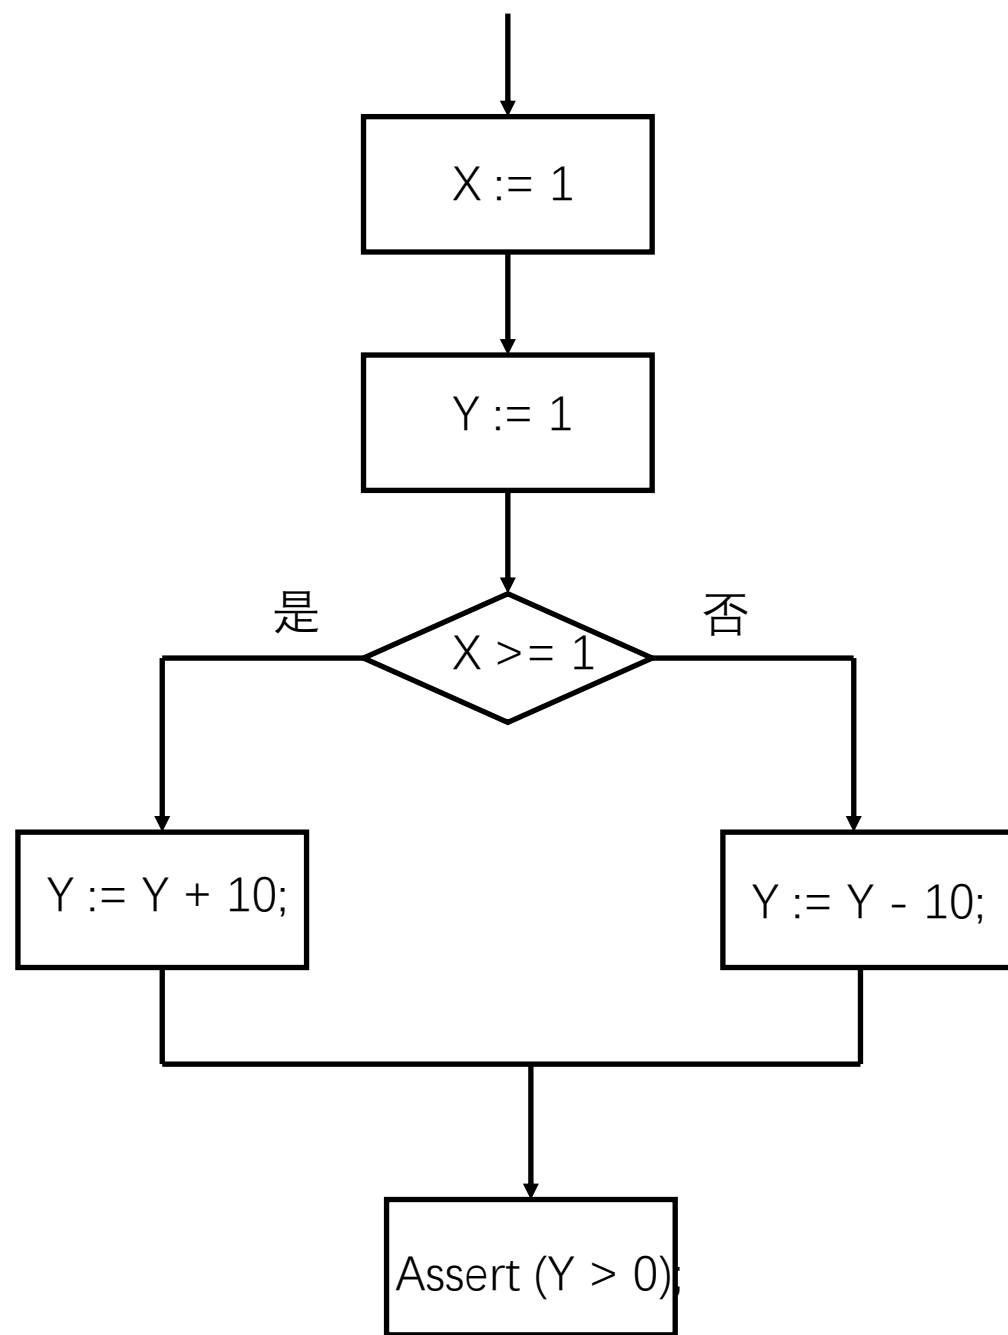 X := 1
Y := 1
是
否
X >= 1
Y := Y + 10;
Y := Y - 10;
Assert (Y > 0);